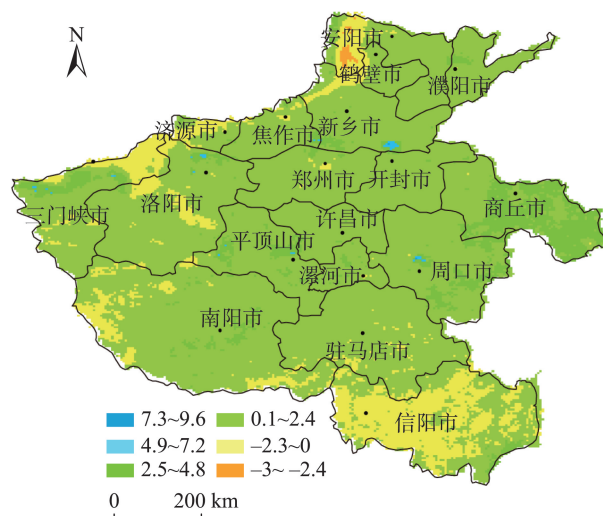 N
安阳市
鹤壁市
濮阳市
济源市
焦作市
新乡市
三门峡市
洛阳市
郑州市
开封市
商丘市
许昌市
平顶山市
漯河市
周口市
南阳市
驻马店市
信阳市
7.3~9.6
0.1~2.4
4.9~7.2
–2.3~0
2.5~4.8
–3~ –2.4
0 200 km